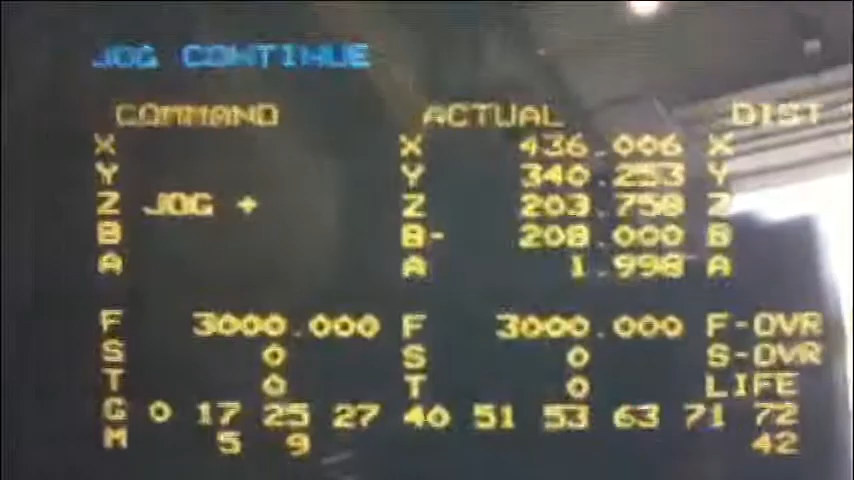 JOG CONTINUE
COMMAND ACTUAL DIST
X X 436.006 X
Y Y 340.253 Y
Z JOG + Z 203.758 Z
B B- 208.000 B
A A 1.998 A
F 3000.000 F 3000.000 F-OVR
S 0 S 0 S-OVR
T 0 T 0 LIFE
G 0 17 25 27 40 51 53 63 71 72
M 5 9 42